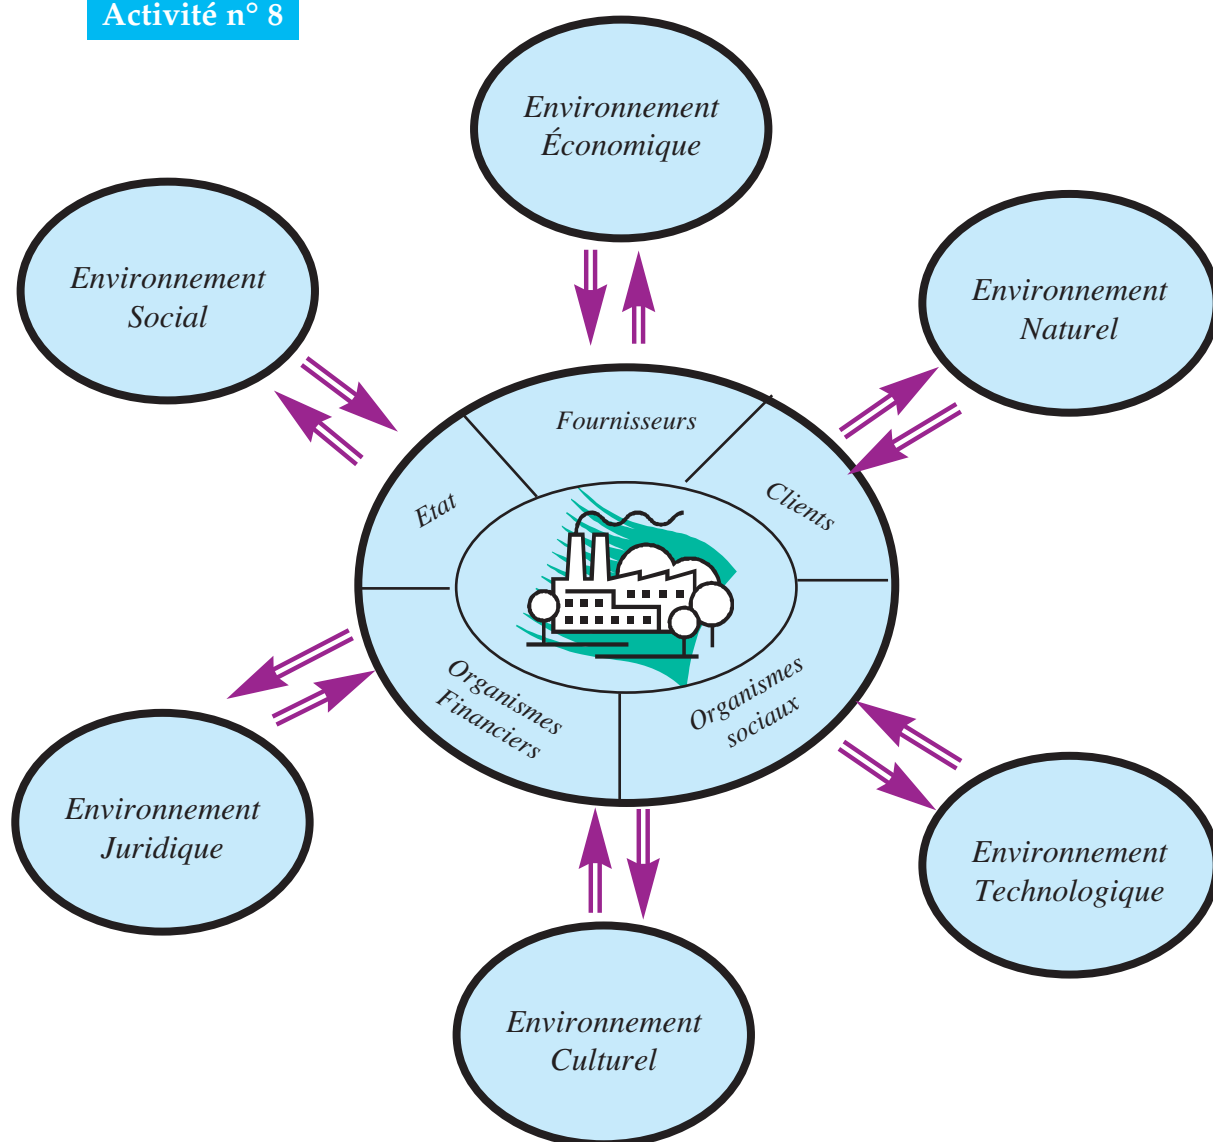 Activité n° 8
Environnement
Économique
Environnement
Social
Environnement
Naturel
Fournisseurs
Etat
Clients
Organismes
Financiers
Organismes
sociaux
Environnement
Juridique
Environnement
Technologique
Environnement
Culturel